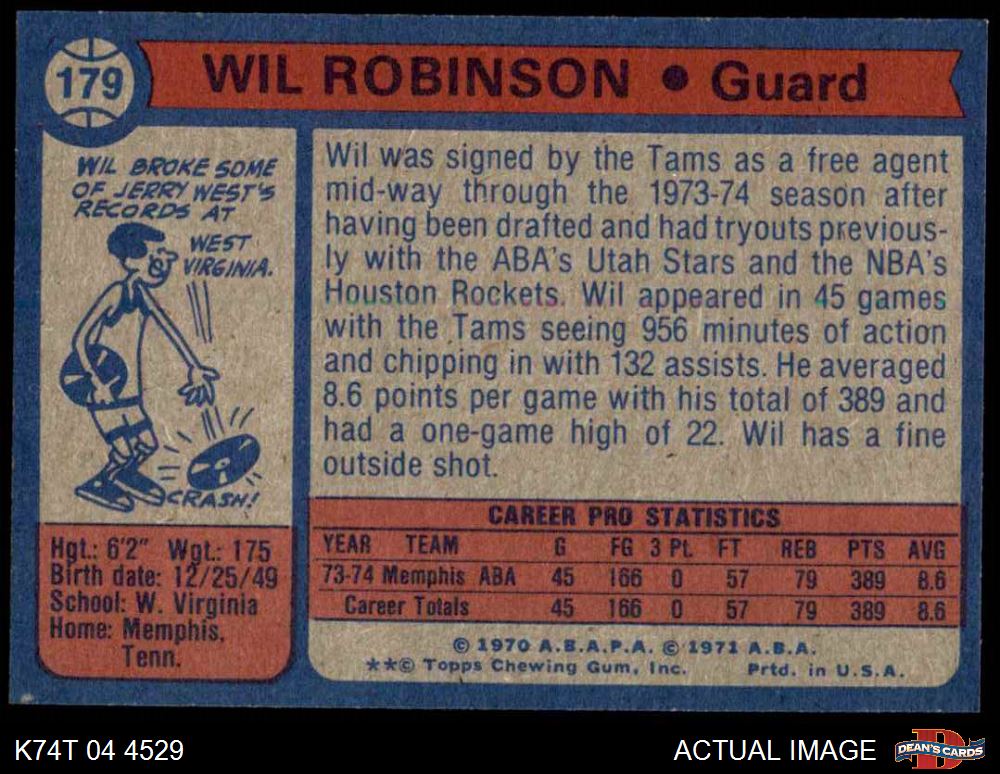 179
WIL ROBINSON • Guard
WIL BROKE SOME
OF JERRY WEST'S
RECORDS AT
WEST
VIRGINIA.
CRASH!
Hgt.: 6'2" Wgt.: 175
Birth date: 12/25/49
School: W. Virginia
Home: Memphis,
Tenn.
Wil was signed by the Tams as a free agent
mid-way through the 1973-74 season after
having been drafted and had tryouts previous-
ly with the ABA's Utah Stars and the NBA's
Houston Rockets. Wil appeared in 45 games
with the Tams seeing 956 minutes of action
and chipping in with 132 assists. He averaged
8.6 points per game with his total of 389 and
had a one-game high of 22. Wil has a fine
outside shot.
CAREER PRO STATISTICS
YEAR TEAM G FG 3 Pt. FT REB PTS AVG
73-74 Memphis ABA 45 166 0 57 79 389 8.6
Career Totals 45 166 0 57 79 389 8.6
© 1970 A.B.A.P.A. © 1971 A.B.A.
**© Topps Chewing Gum, Inc. Prtd. in U.S.A.
K74T 04 4529
ACTUAL IMAGE
DEAN'S CARDS